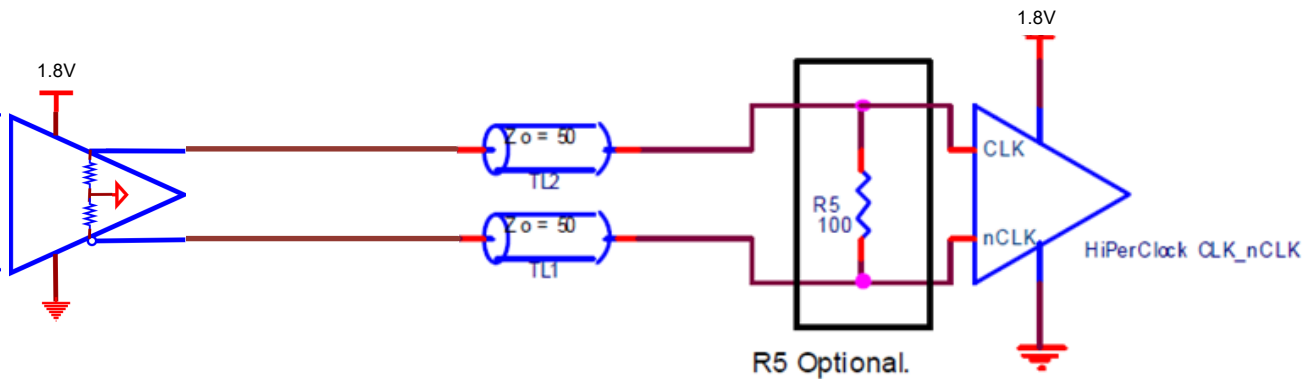 1.8V
1.8V
Zo = 50
TL2
CLK
R5
100
Zo = 50
TL1
nCLK
HiPerClock CLK_nCLK
R5 Optional.